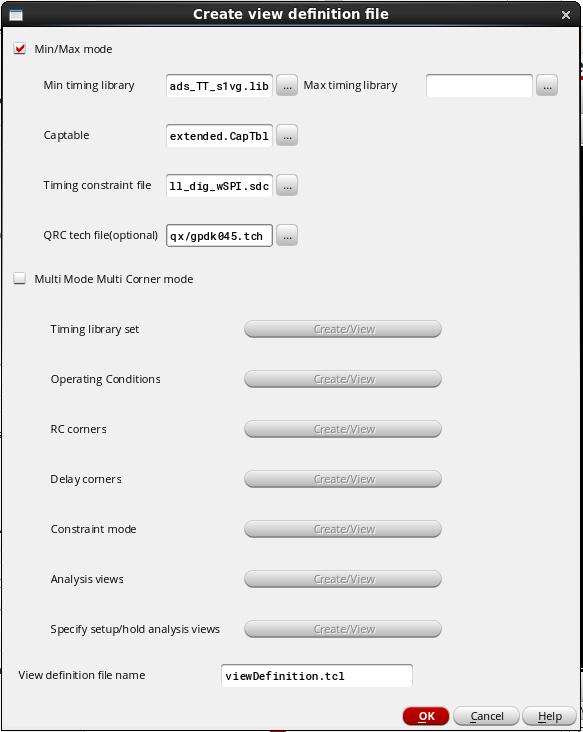 Create view definition file
Min/Max mode
Min timing library ads_TT_s1vg.lib ... Max timing library ...
Captable extended.CapTbl ...
Timing constraint file ll_dig_wSPI.sdc ...
QRC tech file(optional) qx/gpdk045.tch ...
Multi Mode Multi Corner mode
Timing library set Create/View
Operating Conditions Create/View
RC corners Create/View
Delay corners Create/View
Constraint mode Create/View
Analysis views Create/View
Specify setup/hold analysis views Create/View
View definition file name viewDefinition.tcl
OK Cancel Help